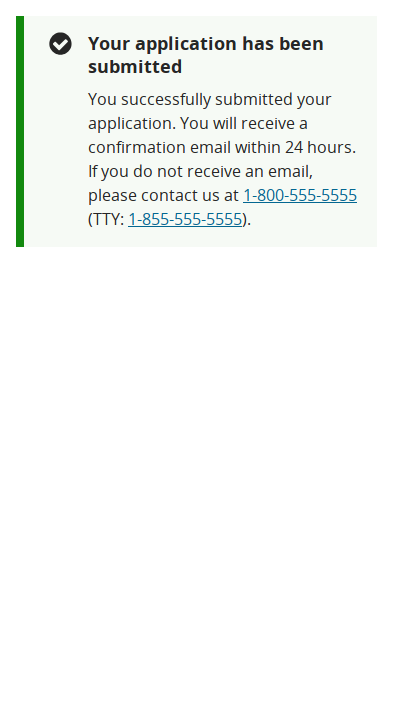 Your application has been
submitted
You successfully submitted your
application. You will receive a
confirmation email within 24 hours.
If you do not receive an email,
please contact us at 1-800-555-5555
(TTY: 1-855-555-5555).